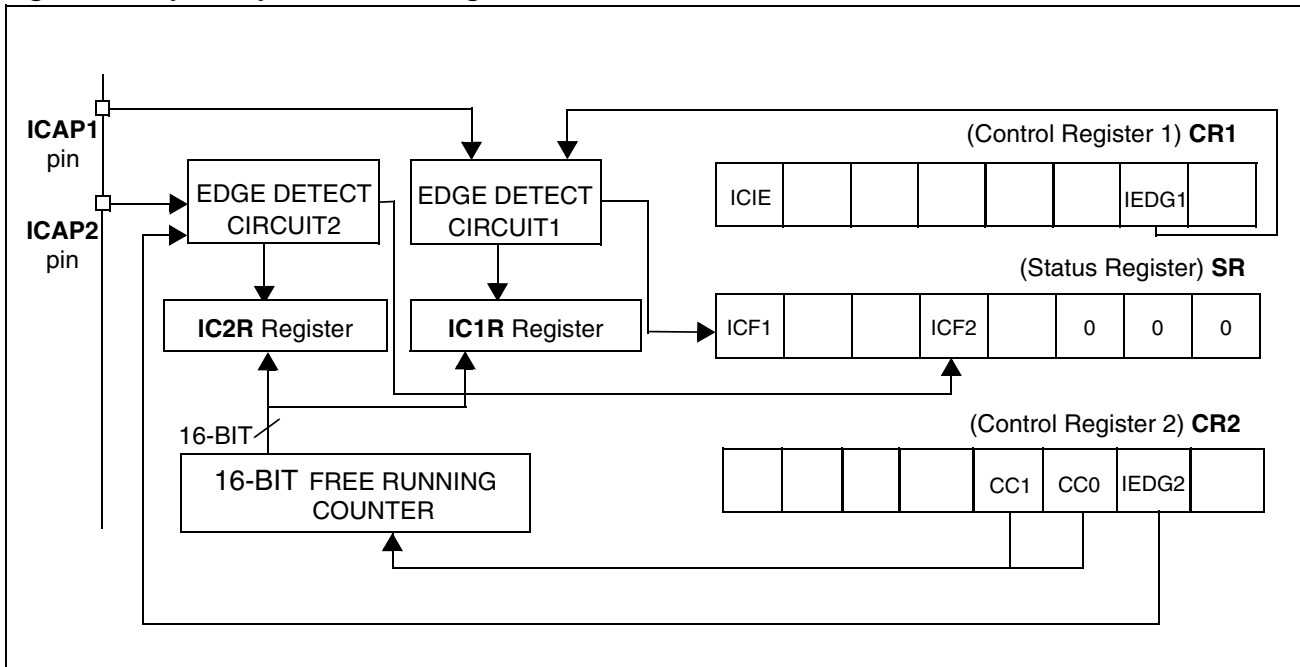 ICAP1
pin
ICAP2
pin
EDGE DETECT
CIRCUIT2
EDGE DETECT
CIRCUIT1
IC2R Register
IC1R Register
16-BIT
16-BIT FREE RUNNING
COUNTER
(Control Register 1) CR1
ICIE IEDG1
(Status Register) SR
ICF1 ICF2 0 0 0
(Control Register 2) CR2
CC1 CC0 IEDG2